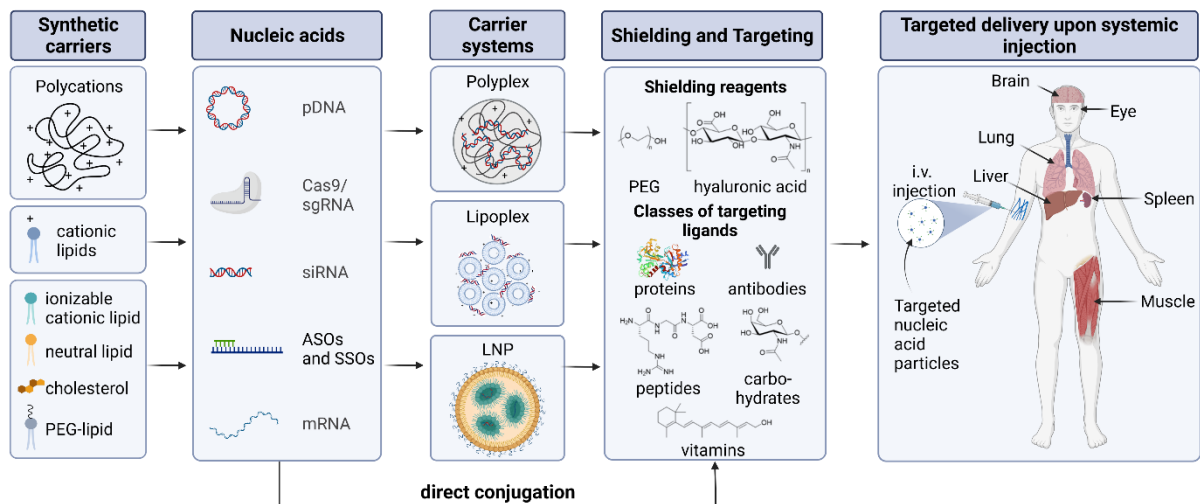 Synthetic
carriers
Polycations
+
cationic
lipids
ionizable
cationic lipid
neutral lipid
cholesterol
PEG-lipid
Nucleic acids
pDNA
Cas9/
sgRNA
siRNA
ASOs
and SSOs
mRNA
Carrier
systems
Polyplex
Lipoplex
LNP
Shielding and Targeting
Shielding reagents
PEG
hyaluronic acid
Classes of targeting
ligands
proteins
antibodies
peptides
carbo-
hydrates
vitamins
direct conjugation
Targeted delivery upon systemic
injection
Brain
Eye
Lung
Liver
i.v.
injection
Spleen
Muscle
Targeted
nucleic
acid
particles